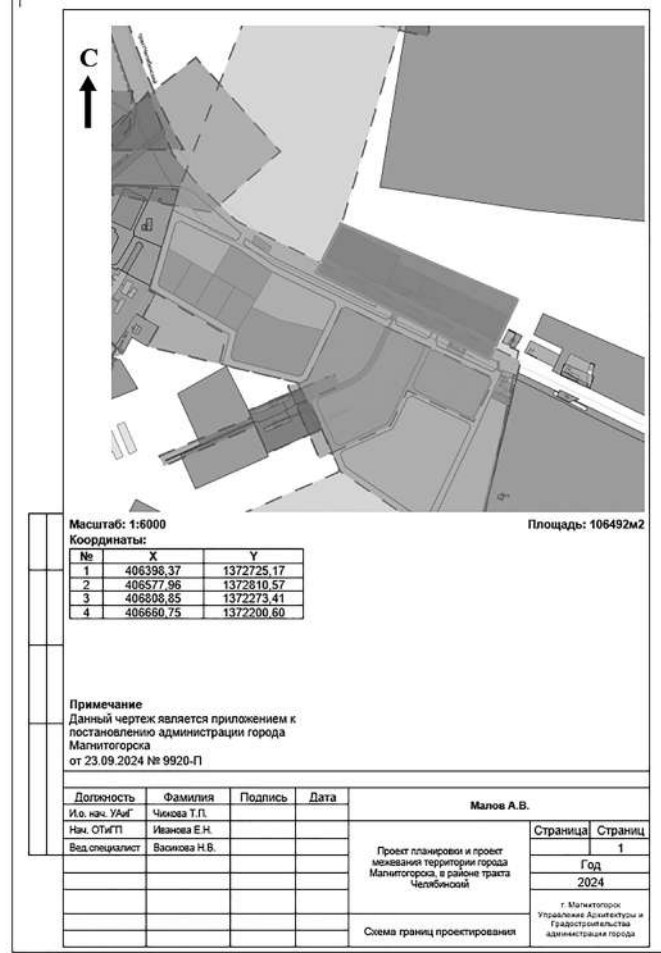 тракт Челябинский
С
Масштаб: 1:6000
Площадь: 106492м2
Координаты:
№ X Y
1 406398,37 1372725,17
2 406577,96 1372810,57
3 406808,85 1372273,41
4 406660,75 1372200,60
Примечание
Данный чертеж является приложением к
постановлению администрации города
Магнитогорска
от 23.09.2024 № 9920-П
Должность Фамилия Подпись Дата
Малов А.В.
И.о. нач. УАиГ Чижова Т.П.
Нач. ОТиГП Иванова Е.Н.
Вед.специалист Васикова Н.В.
Проект планировки и проект
межевания территории города
Магнитогорска, в районе тракта
Челябинский
Страница Страниц
1
Год
2024
Схема границ проектирования
г. Магнитогорск
Управление Архитектуры и
Градостроительства
администрации города